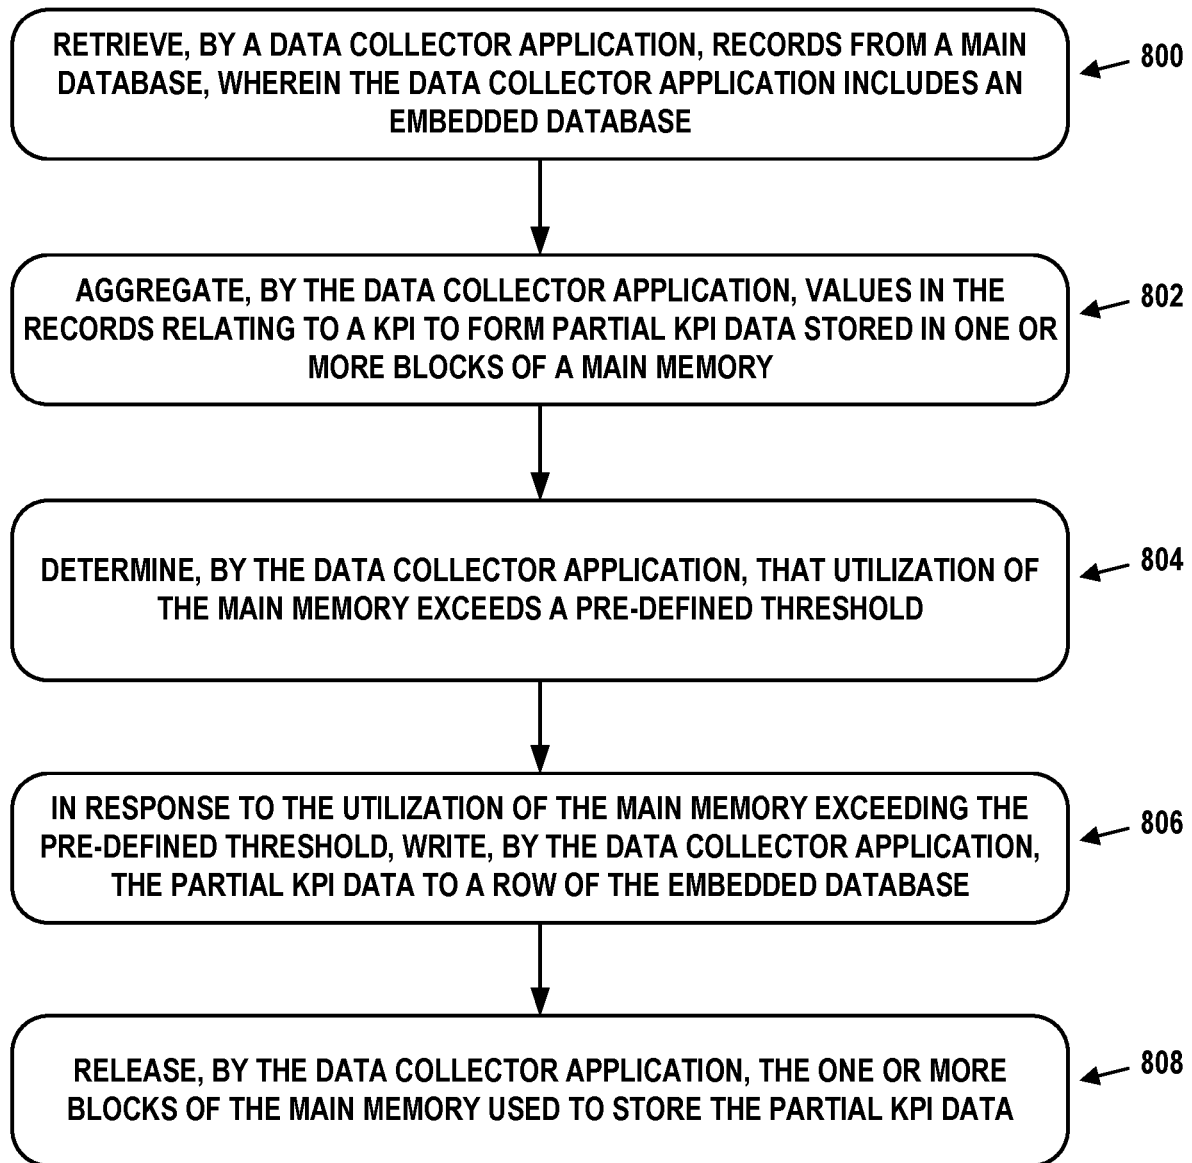 RETRIEVE, BY A DATA COLLECTOR APPLICATION, RECORDS FROM A MAIN
DATABASE, WHEREIN THE DATA COLLECTOR APPLICATION INCLUDES AN
EMBEDDED DATABASE
800
AGGREGATE, BY THE DATA COLLECTOR APPLICATION, VALUES IN THE
RECORDS RELATING TO A KPI TO FORM PARTIAL KPI DATA STORED IN ONE OR
MORE BLOCKS OF A MAIN MEMORY
802
DETERMINE, BY THE DATA COLLECTOR APPLICATION, THAT UTILIZATION OF
THE MAIN MEMORY EXCEEDS A PRE-DEFINED THRESHOLD
804
IN RESPONSE TO THE UTILIZATION OF THE MAIN MEMORY EXCEEDING THE
PRE-DEFINED THRESHOLD, WRITE, BY THE DATA COLLECTOR APPLICATION,
THE PARTIAL KPI DATA TO A ROW OF THE EMBEDDED DATABASE
806
RELEASE, BY THE DATA COLLECTOR APPLICATION, THE ONE OR MORE
BLOCKS OF THE MAIN MEMORY USED TO STORE THE PARTIAL KPI DATA
808